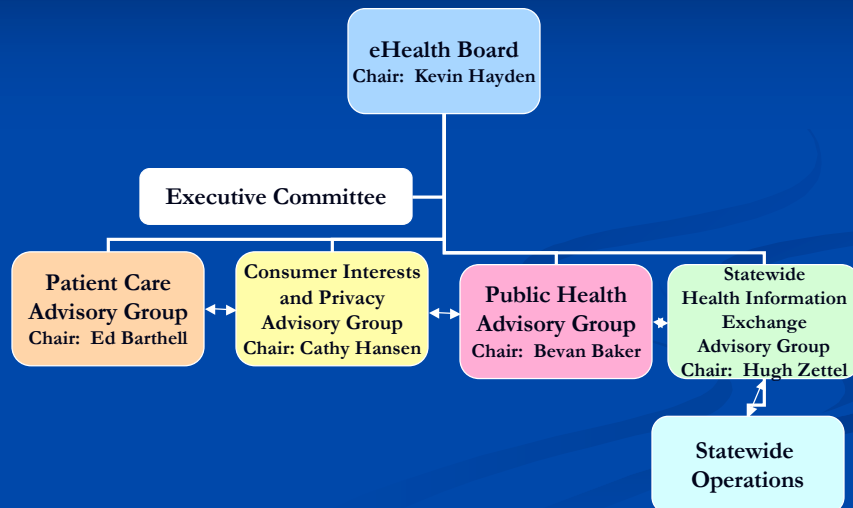 eHealth Board
Chair: Kevin Hayden
Executive Committee
Patient Care
Advisory Group
Chair: Ed Barthell
Consumer Interests
and Privacy
Advisory Group
Chair: Cathy Hansen
Public Health
Advisory Group
Chair: Bevan Baker
Statewide
Health Information
Exchange
Advisory Group
Chair: Hugh Zettel
Statewide
Operations